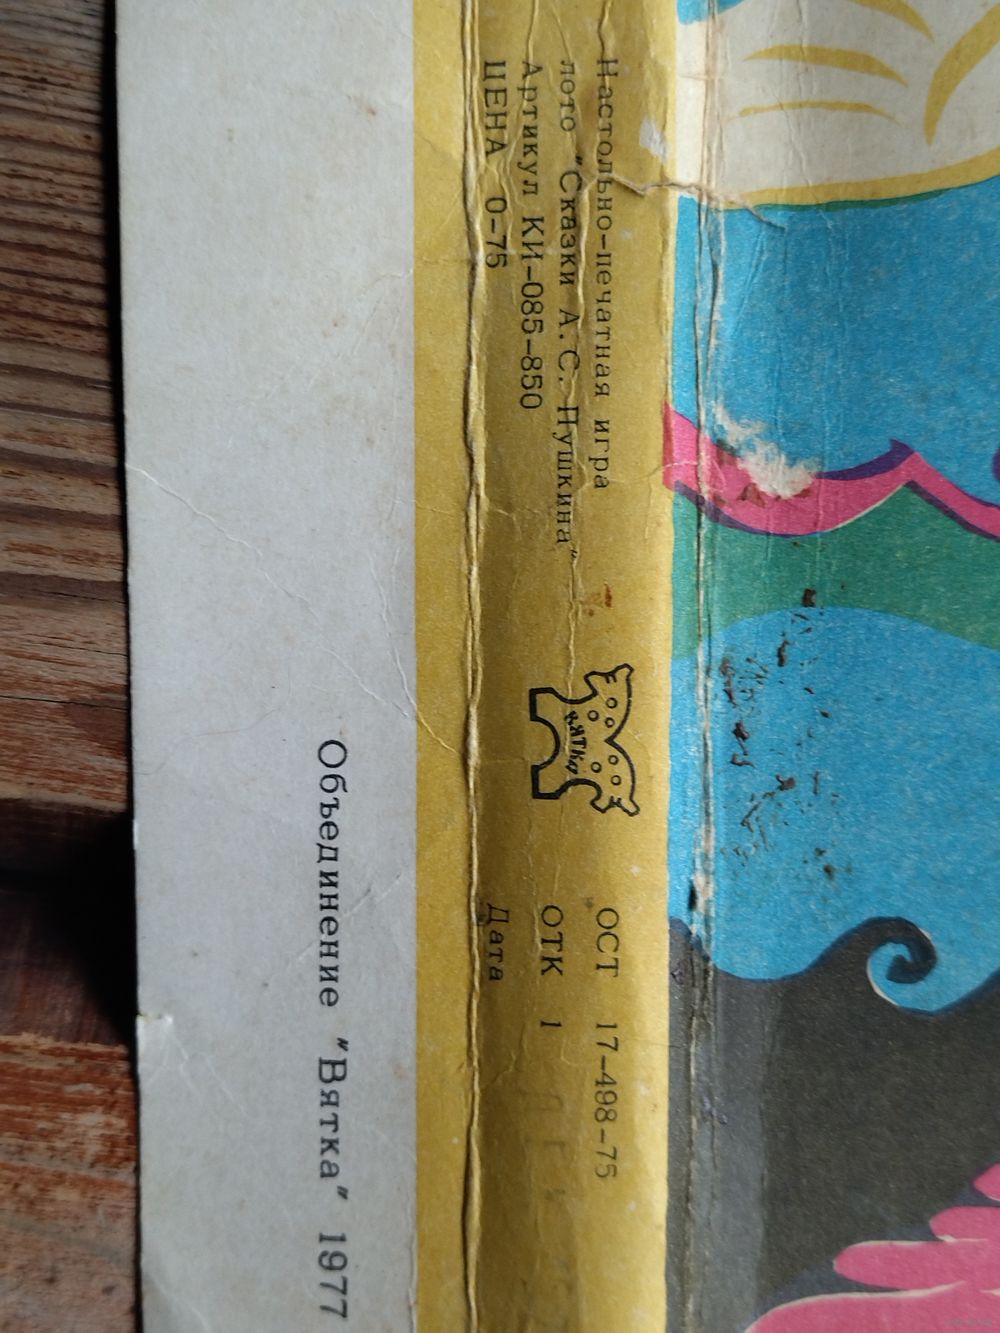 Настольно-печатная игра
лото "Сказки А.С. Пушкина"
Артикул КИ-085-850
ЦЕНА 0-75
вятка
ОСТ 17-498-75
ОТК 1
Дата
Объединение "Вятка" 1977